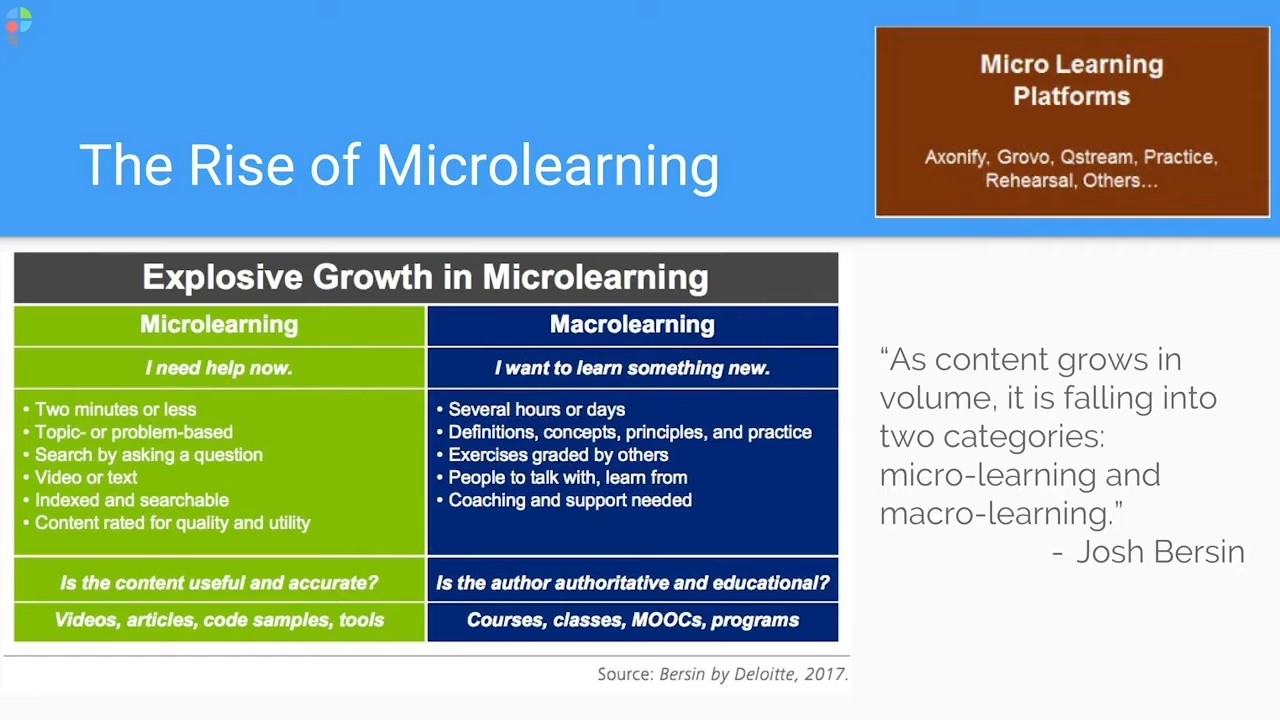 The Rise of Microlearning
Micro Learning
Platforms
Axonify, Grovo, Qstream, Practice,
Rehearsal, Others...
Explosive Growth in Microlearning
Microlearning
I need help now.
• Two minutes or less
• Topic- or problem-based
• Search by asking a question
• Video or text
• Indexed and searchable
• Content rated for quality and utility
Is the content useful and accurate?
Videos, articles, code samples, tools
Macrolearning
I want to learn something new.
• Several hours or days
• Definitions, concepts, principles, and practice
• Exercises graded by others
• People to talk with, learn from
• Coaching and support needed
Is the author authoritative and educational?
Courses, classes, MOOCs, programs
Source: Bersin by Deloitte, 2017.
“As content grows in
volume, it is falling into
two categories:
micro-learning and
macro-learning.”
- Josh Bersin